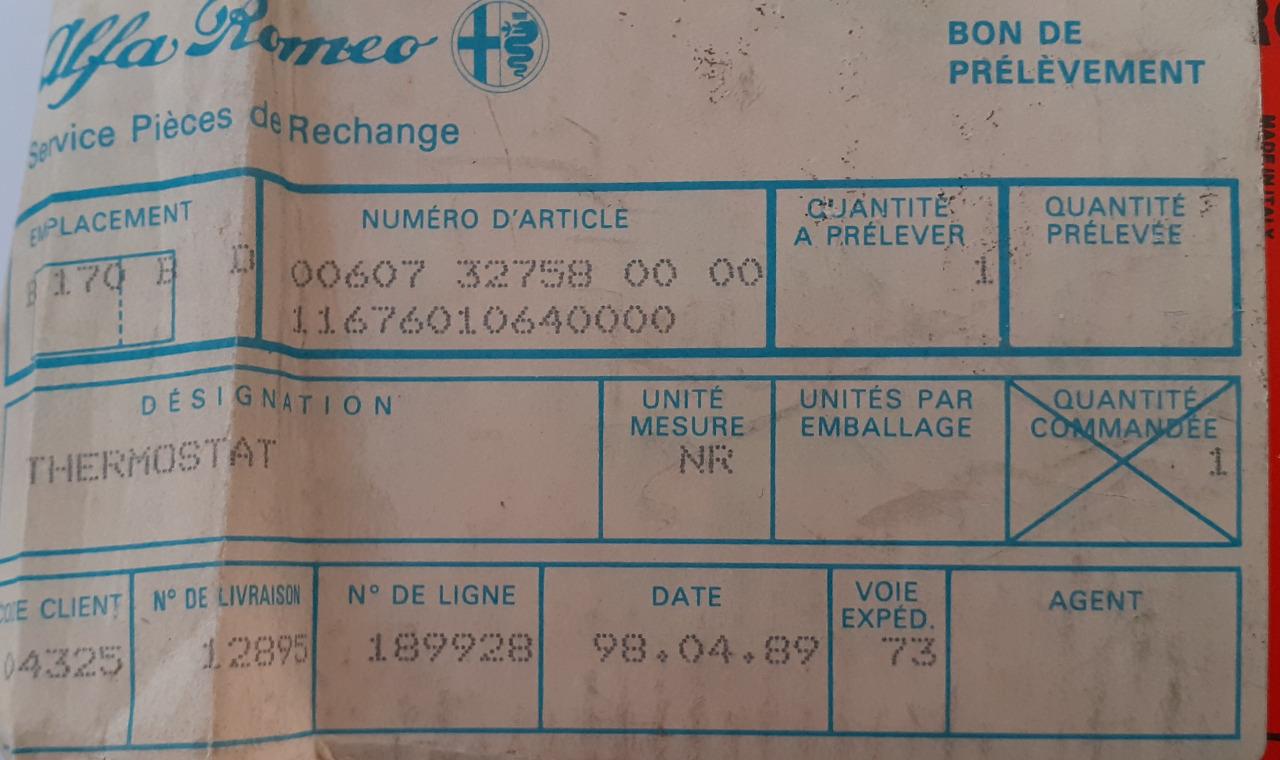 Alfa Romeo
BON DE
PRÉLÈVEMENT
Service Pièces de Rechange
EMPLACEMENT
B 170 B D
NUMÉRO D'ARTICLE
00607 32758 00 00
11676010640000
QUANTITÉ
A PRÉLEVER
1
QUANTITÉ
PRÉLEVÉE
DÉSIGNATION
THERMOSTAT
UNITÉ
MESURE
NR
UNITÉS PAR
EMBALLAGE
QUANTITÉ
COMMANDÉE
1
CODE CLIENT
04325
N° DE LIVRAISON
12895
N° DE LIGNE
189928
DATE
98.04.89
VOIE
EXPÉD.
73
AGENT
MADE IN ITALY